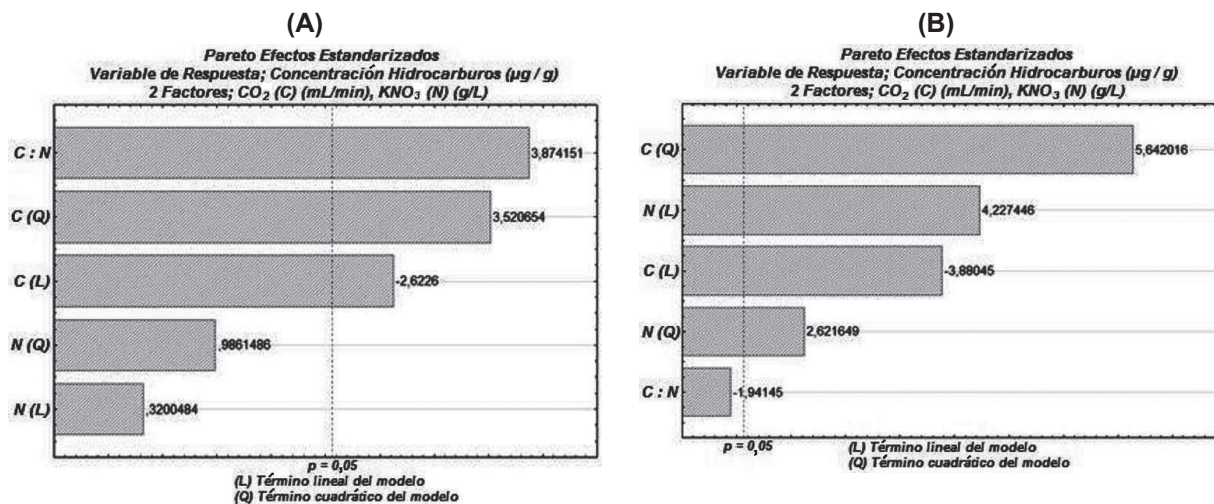 (A)
Pareto Efectos Estandarizados
Variable de Respuesta; Concentración Hidrocarburos (µg / g)
2 Factores; CO₂ (C) (mL/min), KNO₃ (N) (g/L)
C : N
3,874151
C (Q)
3,520654
C (L)
-2,6226
N (Q)
,9861486
N (L)
,3200484
p = 0,05
(L) Término lineal del modelo
(Q) Término cuadrático del modelo
(B)
Pareto Efectos Estandarizados
Variable de Respuesta; Concentración Hidrocarburos (µg / g)
2 Factores; CO₂ (C) (mL/min), KNO₃ (N) (g/L)
C (Q)
5,642016
N (L)
4,227446
C (L)
-3,88045
N (Q)
2,621649
C : N
-1,94145
p = 0,05
(L) Término lineal del modelo
(Q) Término cuadrático del modelo